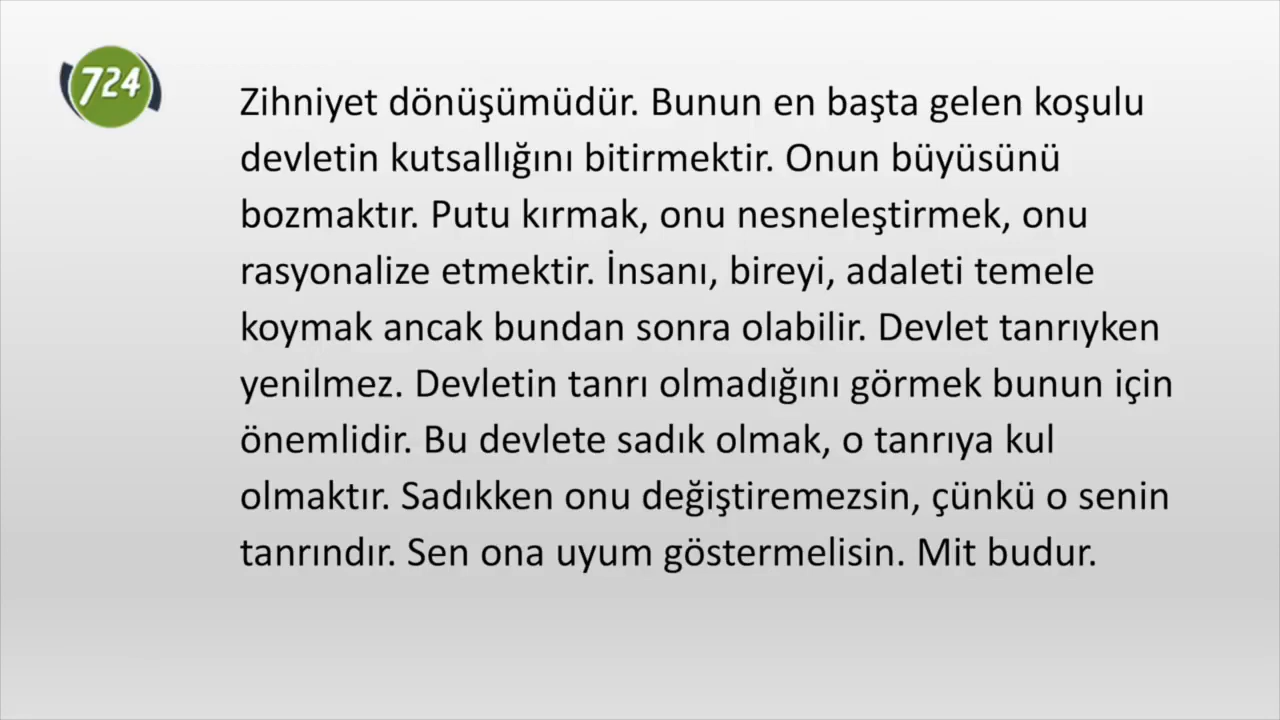 724
Zihniyet dönüşümüdür. Bunun en başta gelen koşulu
devletin kutsallığını bitirmektir. Onun büyüsünü
bozmaktır. Putu kırmak, onu nesneleştirmek, onu
rasyonalize etmektir. İnsanı, bireyi, adaleti temele
koymak ancak bundan sonra olabilir. Devlet tanrıyken
yenilmez. Devletin tanrı olmadığını görmek bunun için
önemlidir. Bu devlete sadık olmak, o tanrıya kul
olmaktır. Sadıkken onu değiştiremezsin, çünkü o senin
tanrındır. Sen ona uyum göstermelisin. Mit budur.